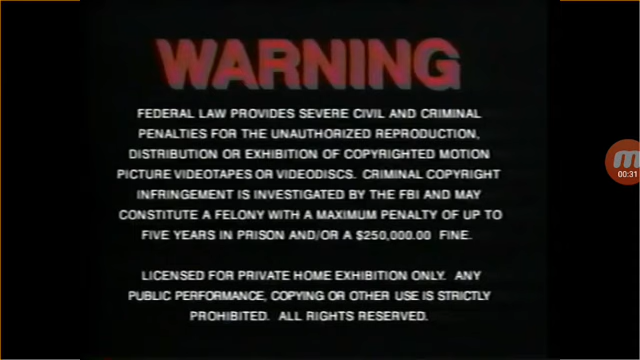 WARNING
FEDERAL LAW PROVIDES SEVERE CIVIL AND CRIMINAL
PENALTIES FOR THE UNAUTHORIZED REPRODUCTION,
DISTRIBUTION OR EXHIBITION OF COPYRIGHTED MOTION
PICTURE VIDEOTAPES OR VIDEODISCS. CRIMINAL COPYRIGHT
INFRINGEMENT IS INVESTIGATED BY THE FBI AND MAY
CONSTITUTE A FELONY WITH A MAXIMUM PENALTY OF UP TO
FIVE YEARS IN PRISON AND/OR A $250,000.00 FINE.
LICENSED FOR PRIVATE HOME EXHIBITION ONLY. ANY
PUBLIC PERFORMANCE, COPYING OR OTHER USE IS STRICTLY
PROHIBITED. ALL RIGHTS RESERVED.
00:31